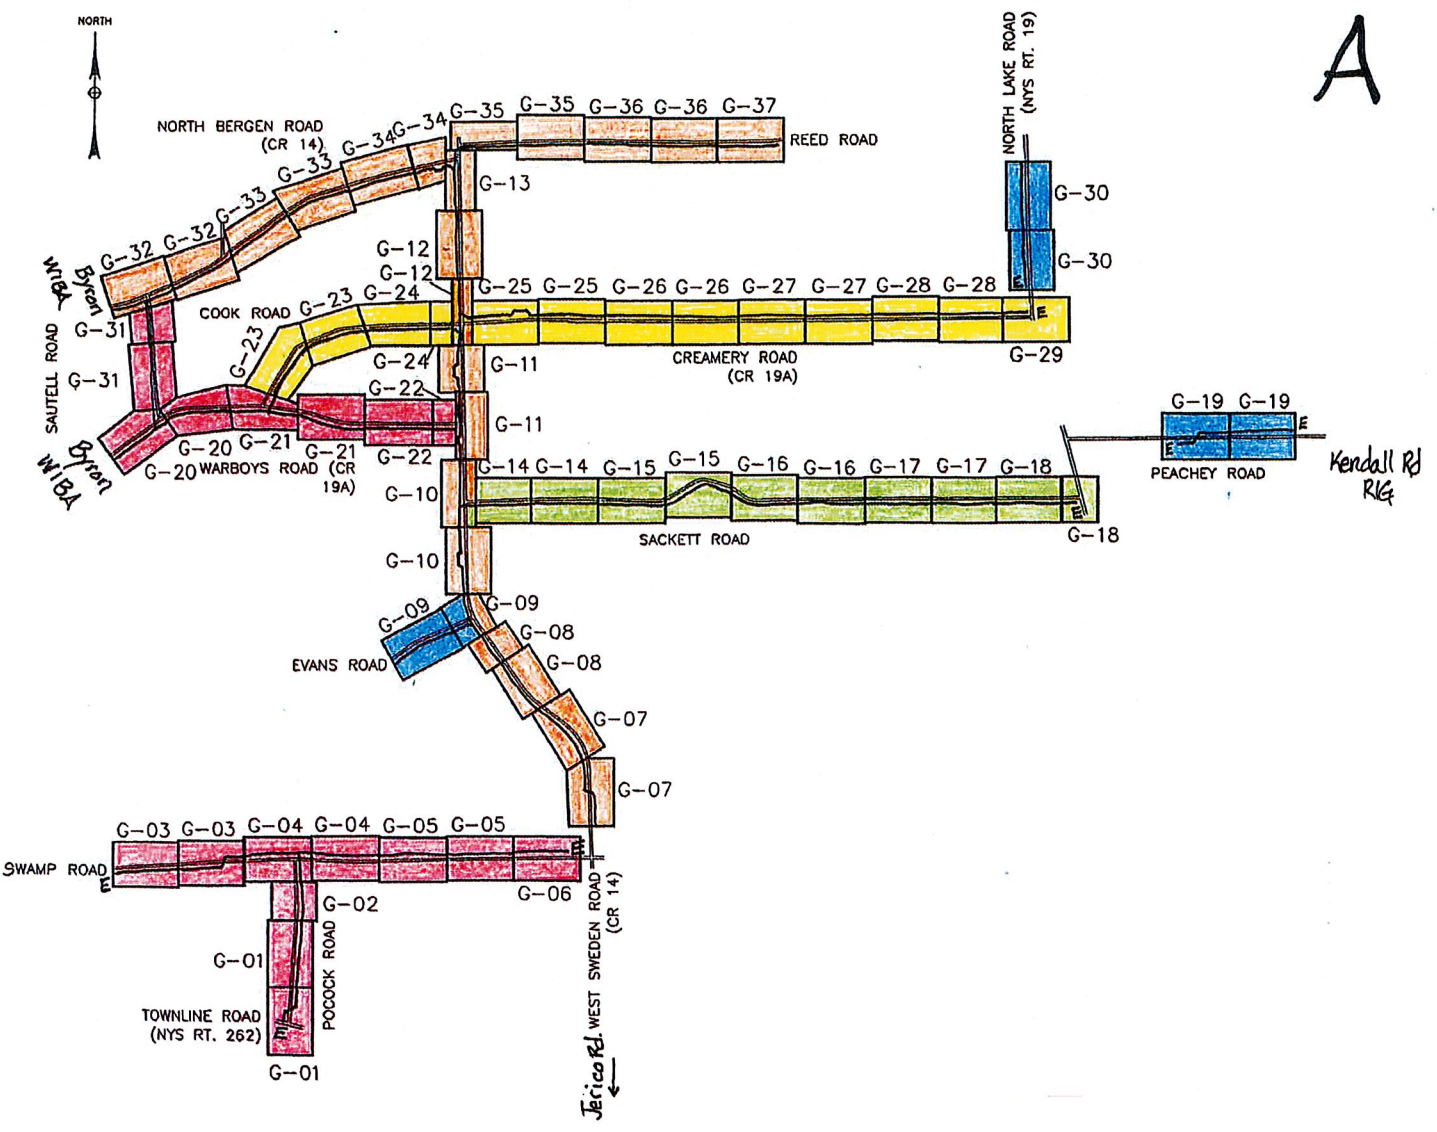 NORTH
A
NORTH LAKE ROAD
(NYS RT. 19)
G-34 G-35 G-35 G-36 G-36 G-37
NORTH BERGEN ROAD
(CR 14)
G-34
REED ROAD
G-33
G-13
G-30
G-33
G-32
G-32
G-12
G-30
E
Byron
WIBA
G-12
G-25 G-25 G-26 G-26 G-27 G-27 G-28 G-28
G-24
G-23
COOK ROAD
E
G-31
SAUTELL ROAD
G-23
G-24
G-11
CREAMERY ROAD
(CR 19A)
G-29
G-31
G-22
G-19 G-19
G-11
E
E
G-20
G-21
G-21
G-22
Byron
WIBA
G-20
WARBOYS ROAD (CR
19A)
G-14 G-14 G-15 G-15 G-16 G-16 G-17 G-17 G-18
PEACHEY ROAD
Kendall Rd
RIG
G-10
E
SACKETT ROAD
G-18
G-10
G-09
G-09
G-08
EVANS ROAD
G-08
G-07
G-07
G-03 G-03 G-04 G-04 G-05 G-05
E
SWAMP ROAD
E
G-06
G-02
POCOCK ROAD
WEST SWEDEN ROAD
(CR 14)
G-01
TOWNLINE ROAD
(NYS RT. 262)
E
G-01
Jerico Rd.